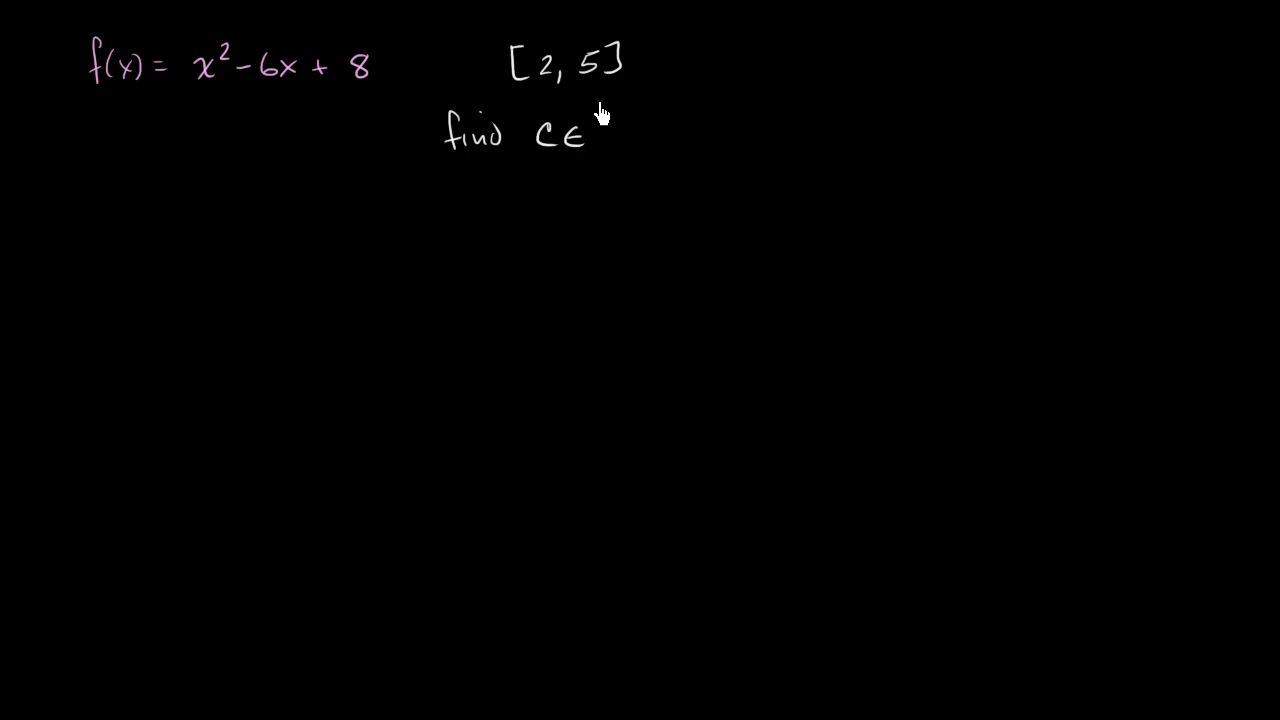 f(x) = x² - 6x + 8 [2, 5]
find C ∈